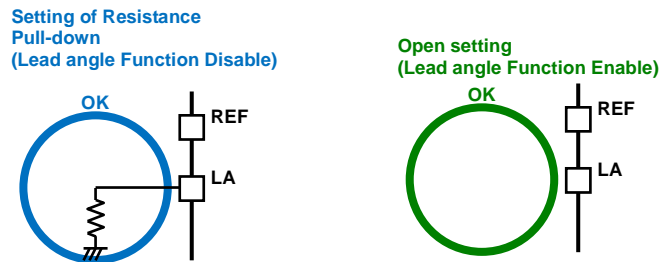 Setting of Resistance
Pull-down
(Lead angle Function Disable)
OK
REF
LA
Open setting
(Lead angle Function Enable)
OK
REF
LA